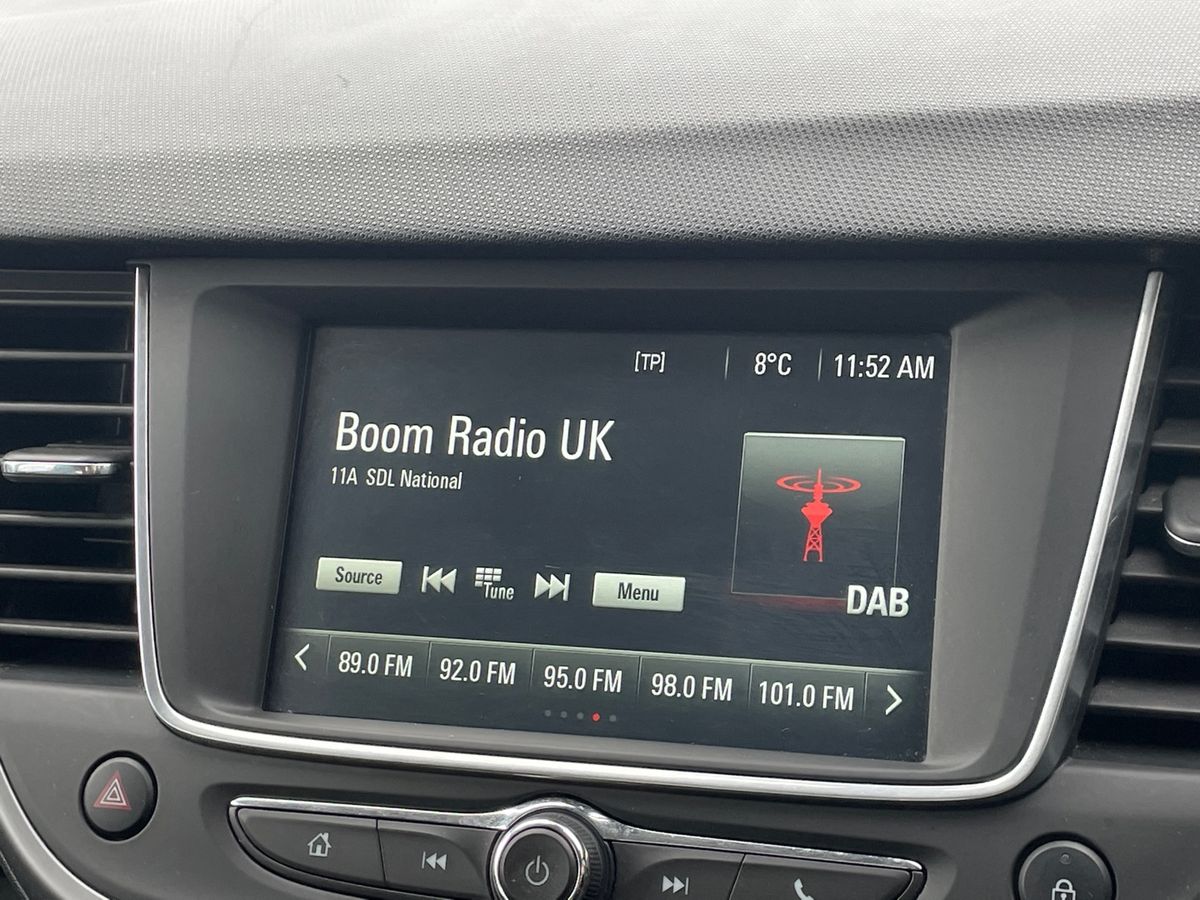 [TP] 8°C 11:52 AM
Boom Radio UK
11A SDL National
DAB
Source Tune Menu
89.0 FM 92.0 FM 95.0 FM 98.0 FM 101.0 FM